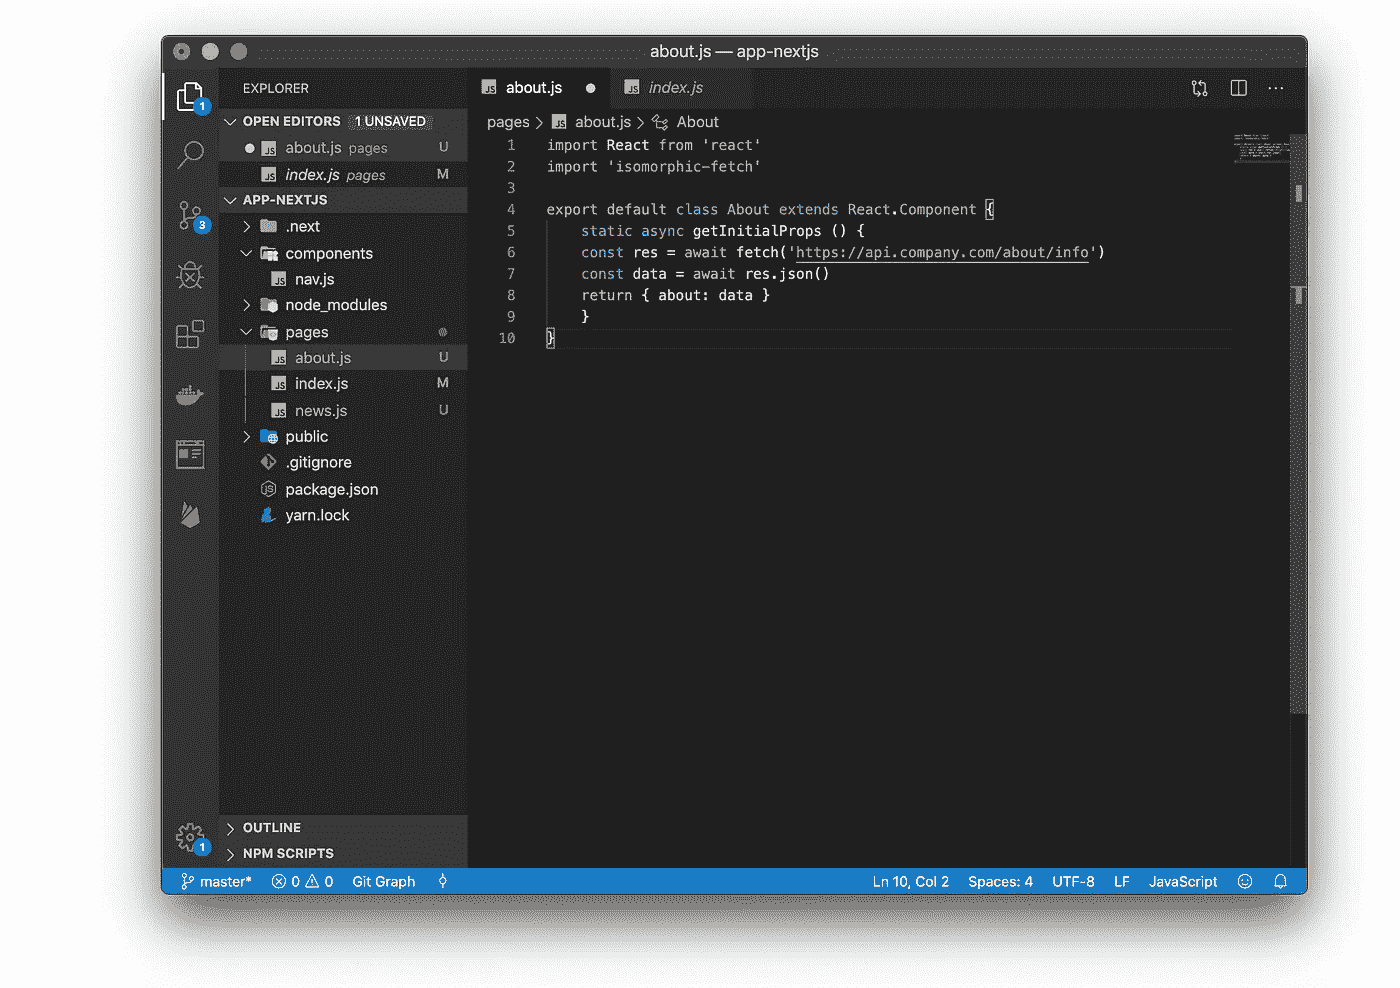 about.js — app-nextjs
EXPLORER
OPEN EDITORS 1 UNSAVED
about.js pages U
index.js pages M
APP-NEXTJS
.next
components
nav.js
node_modules
pages
about.js U
index.js M
news.js U
public
.gitignore
package.json
yarn.lock
OUTLINE
NPM SCRIPTS
1
3
1
about.js
index.js
pages > about.js > About
1 import React from 'react'
2 import 'isomorphic-fetch'
3
4 export default class About extends React.Component {
5 static async getInitialProps () {
6 const res = await fetch('https://api.company.com/about/info')
7 const data = await res.json()
8 return { about: data }
9 }
10 }
master* 0 0 Git Graph Ln 10, Col 2 Spaces: 4 UTF-8 LF JavaScript